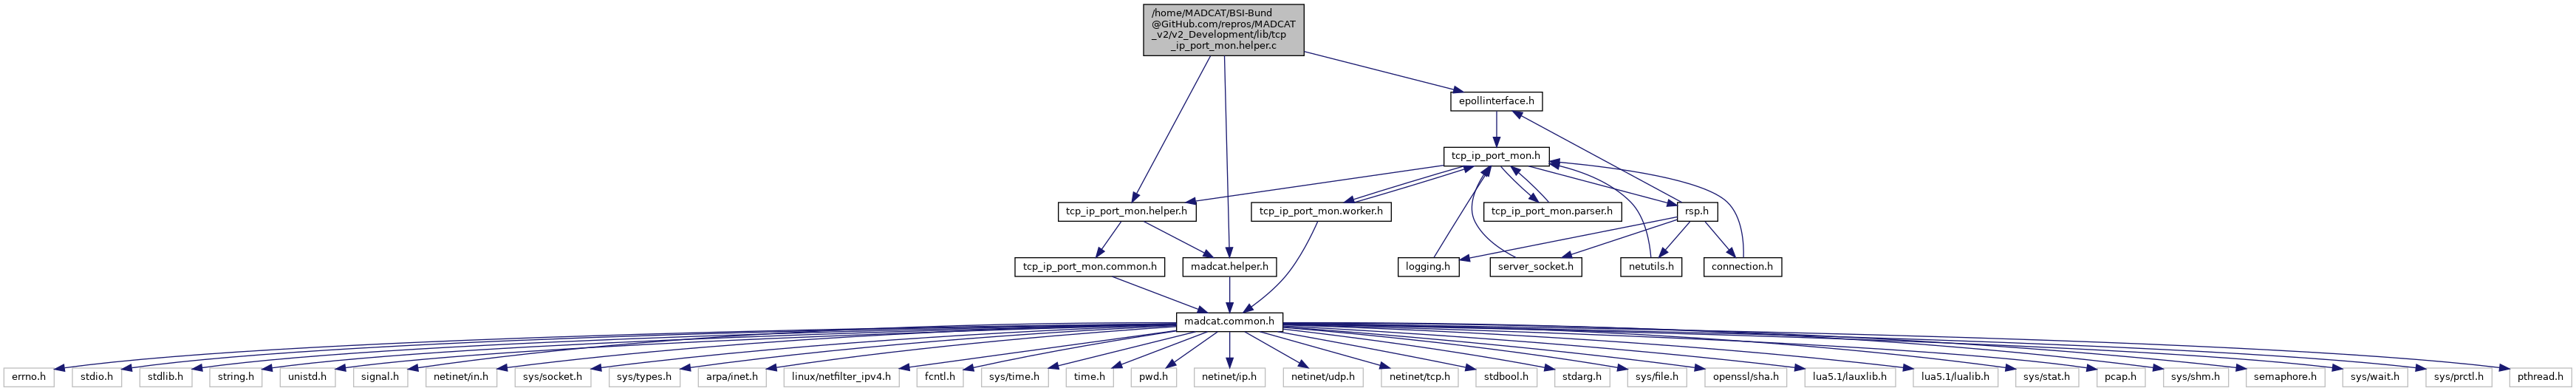 /home/MADCAT/BSI-Bund
@GitHub.com/repros/MADCAT
_v2/v2_Development/lib/tcp
_ip_port_mon.helper.c
epollinterface.h
tcp_ip_port_mon.h
tcp_ip_port_mon.helper.h
tcp_ip_port_mon.worker.h
tcp_ip_port_mon.parser.h
rsp.h
tcp_ip_port_mon.common.h
madcat.helper.h
logging.h
server_socket.h
netutils.h
connection.h
madcat.common.h
errno.h
stdio.h
stdlib.h
string.h
unistd.h
signal.h
netinet/in.h
sys/socket.h
sys/types.h
arpa/inet.h
linux/netfilter_ipv4.h
fcntl.h
sys/time.h
time.h
pwd.h
netinet/ip.h
netinet/udp.h
netinet/tcp.h
stdbool.h
stdarg.h
sys/file.h
openssl/sha.h
lua5.1/lauxlib.h
lua5.1/lualib.h
sys/stat.h
pcap.h
sys/shm.h
semaphore.h
sys/wait.h
sys/prctl.h
pthread.h